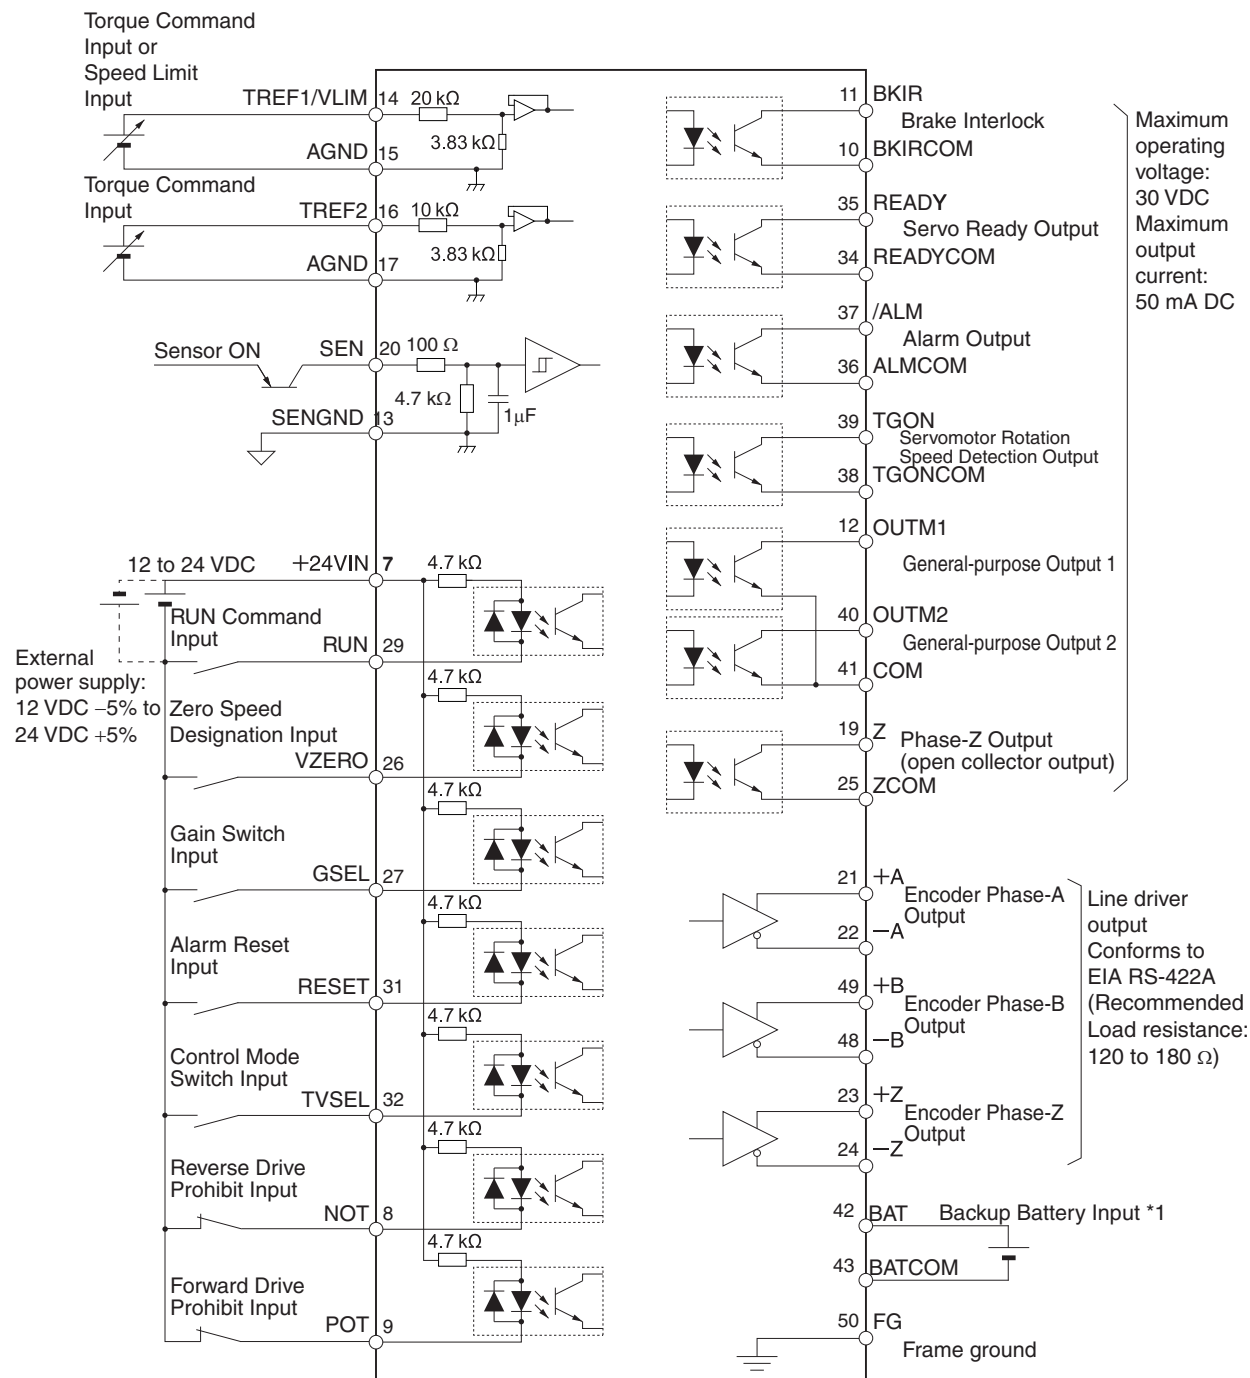 Torque Command
Input or
Speed Limit
Input
TREF1/VLIM 14 20 kΩ
3.83 kΩ
AGND 15
Torque Command
Input
TREF2 16 10 kΩ
3.83 kΩ
AGND 17
Sensor ON
SEN 20 100 Ω
4.7 kΩ
1μF
SENGND 13
12 to 24 VDC
+24VIN 7 4.7 kΩ
RUN Command
Input
RUN 29
External
power supply:
12 VDC −5% to
24 VDC +5%
4.7 kΩ
Zero Speed
Designation Input
VZERO 26
4.7 kΩ
Gain Switch
Input
GSEL 27
4.7 kΩ
Alarm Reset
Input
RESET 31
4.7 kΩ
Control Mode
Switch Input
TVSEL 32
4.7 kΩ
Reverse Drive
Prohibit Input
NOT 8
4.7 kΩ
Forward Drive
Prohibit Input
POT 9
11 BKIR
Brake Interlock
10 BKIRCOM
35 READY
Servo Ready Output
34 READYCOM
37 /ALM
Alarm Output
36 ALMCOM
39 TGON
Servomotor Rotation
Speed Detection Output
38 TGONCOM
12 OUTM1
General-purpose Output 1
40 OUTM2
General-purpose Output 2
41 COM
19 Z
Phase-Z Output
(open collector output)
25 ZCOM
Maximum
operating
voltage:
30 VDC
Maximum
output
current:
50 mA DC
21 +A
Encoder Phase-A
Output
22 −A
49 +B
Encoder Phase-B
Output
48 −B
23 +Z
Encoder Phase-Z
Output
24 −Z
Line driver
output
Conforms to
EIA RS-422A
(Recommended
Load resistance:
120 to 180 Ω)
42 BAT
Backup Battery Input *1
43 BATCOM
50 FG
Frame ground